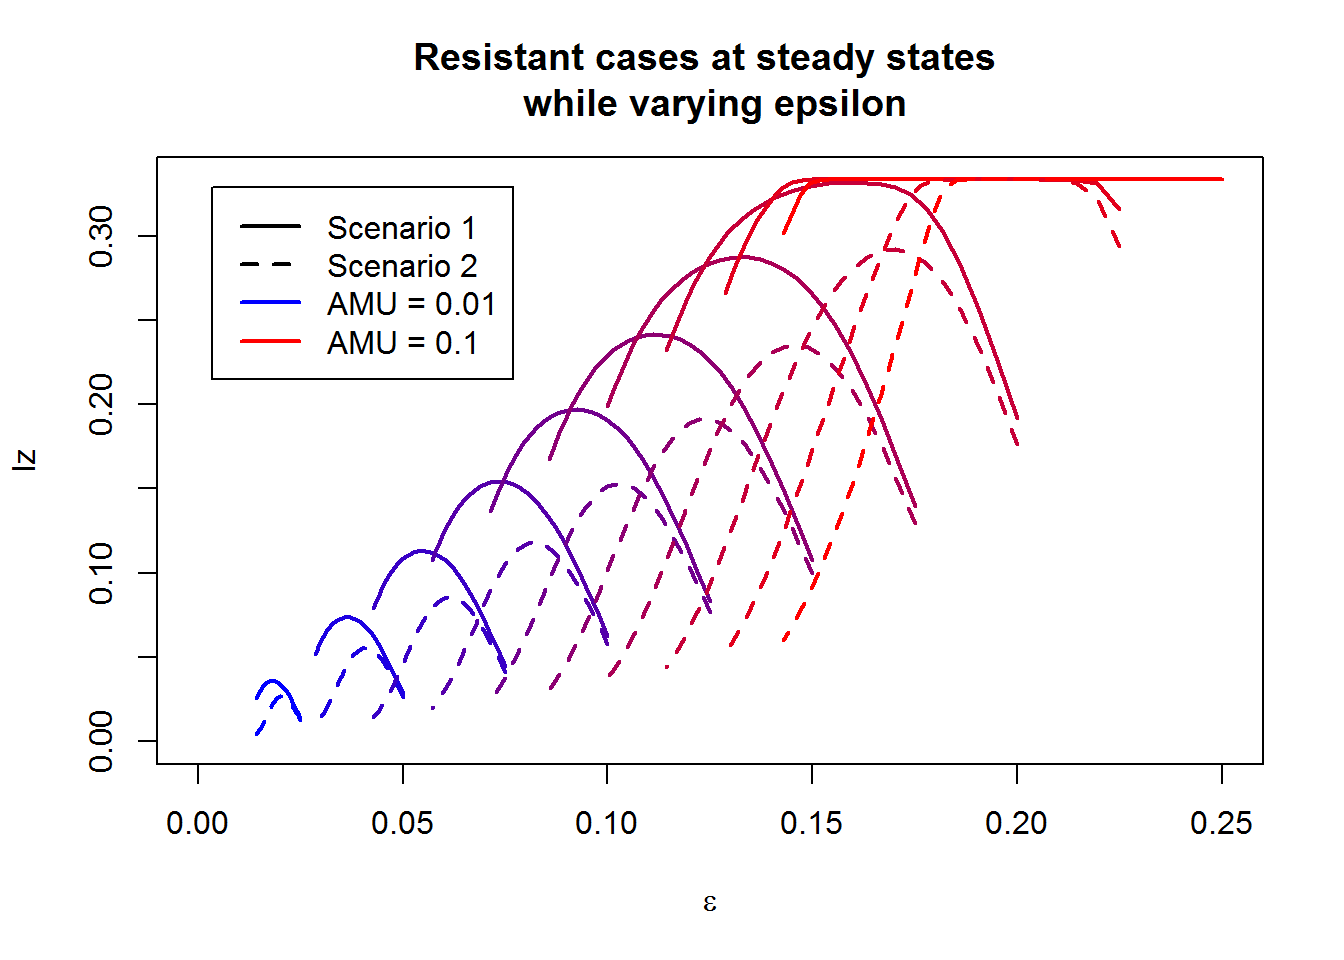 Resistant cases at steady states
while varying epsilon
Scenario 1
Scenario 2
AMU = 0.01
AMU = 0.1
Iz
0.30
0.20
0.10
0.00
0.00 0.05 0.10 0.15 0.20 0.25
ε